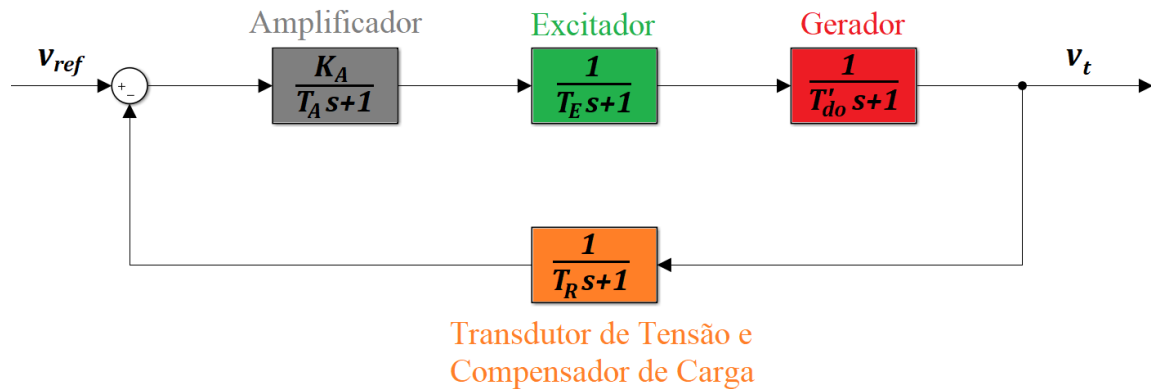 Amplificador
Excitador
Gerador
v_ref
+
−
K_A
T_A s+1
1
T_E s+1
1
T'_do s+1
v_t
1
T_R s+1
Transdutor de Tensão e
Compensador de Carga